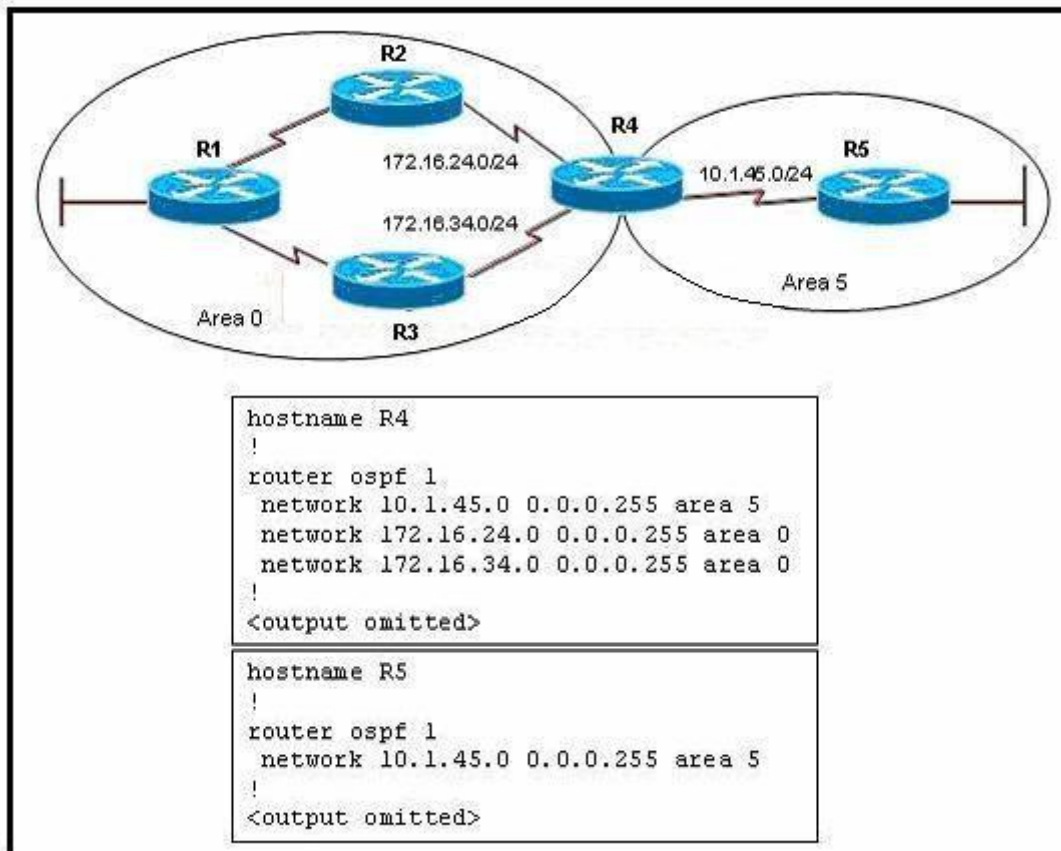 R2
R4
R1
172.16.24.0/24
10.1.45.0/24
R5
172.16.34.0/24
Area 5
Area 0
R3
hostname R4
!
router ospf 1
network 10.1.45.0 0.0.0.255 area 5
network 172.16.24.0 0.0.0.255 area 0
network 172.16.34.0 0.0.0.255 area 0
!
<output omitted>
hostname R5
!
router ospf 1
network 10.1.45.0 0.0.0.255 area 5
!
<output omitted>